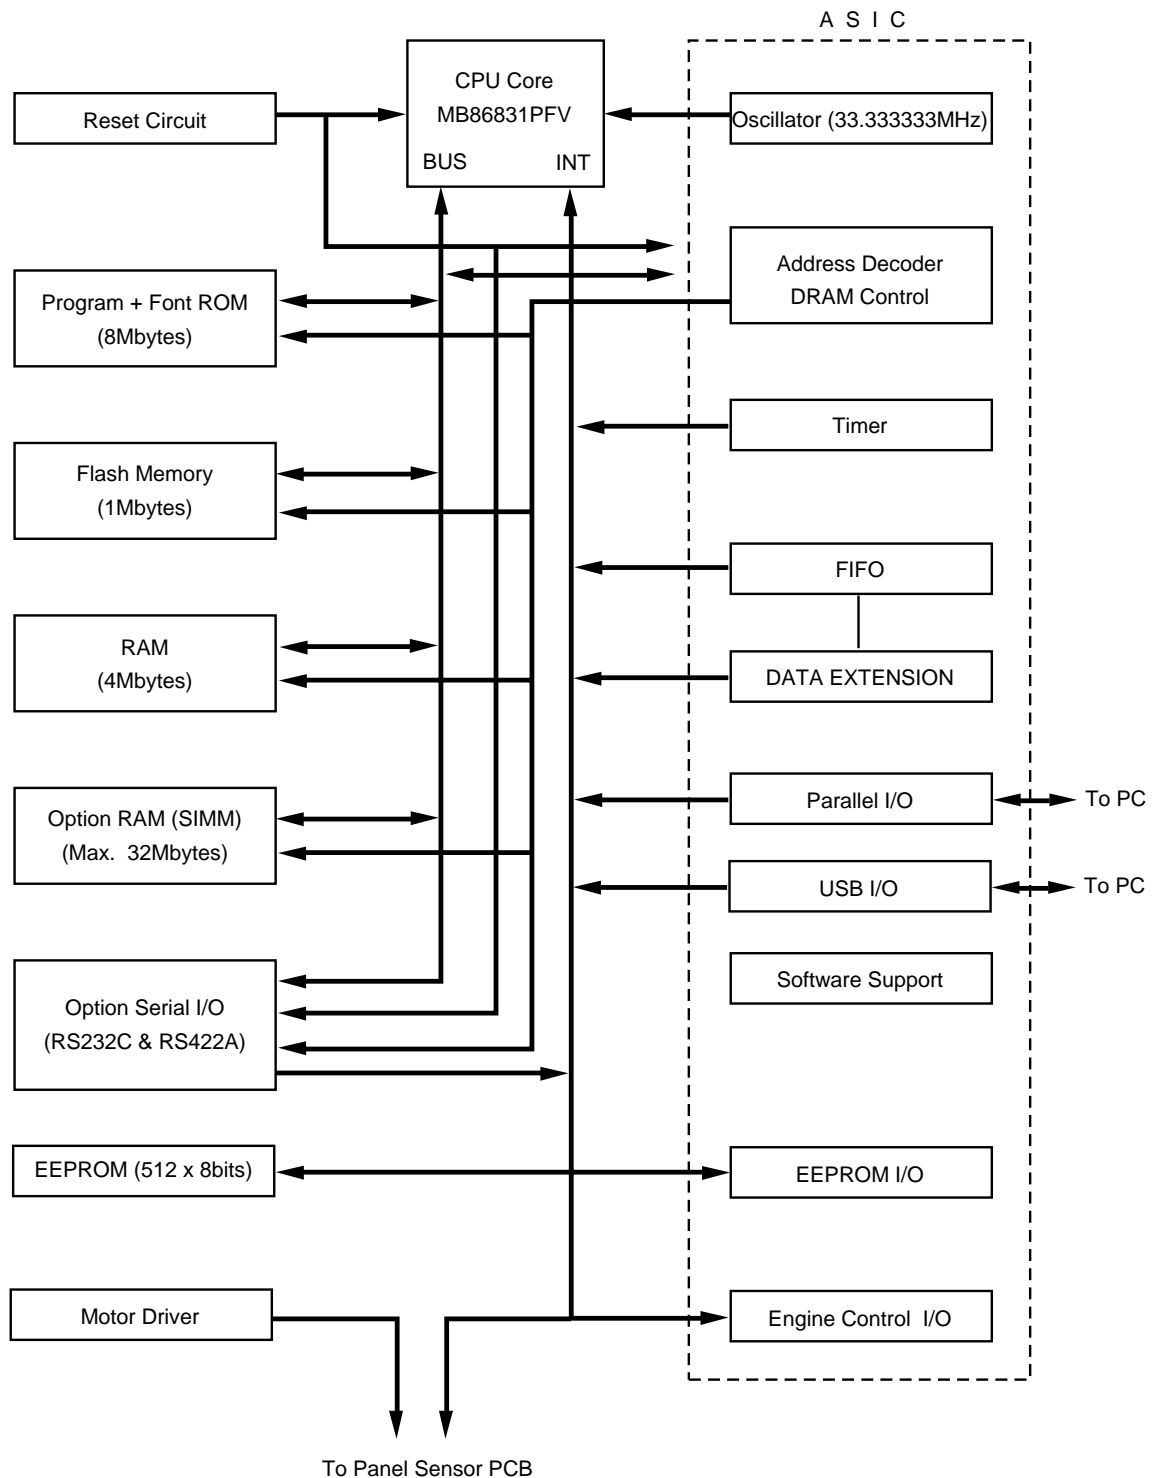 A S I C
CPU Core
MB86831PFV
BUS INT
Reset Circuit
Oscillator (33.333333MHz)
Address Decoder
DRAM Control
Program + Font ROM
(8Mbytes)
Timer
Flash Memory
(1Mbytes)
FIFO
DATA EXTENSION
RAM
(4Mbytes)
Parallel I/O
To PC
Option RAM (SIMM)
(Max. 32Mbytes)
USB I/O
To PC
Software Support
Option Serial I/O
(RS232C & RS422A)
EEPROM (512 x 8bits)
EEPROM I/O
Motor Driver
Engine Control I/O
To Panel Sensor PCB